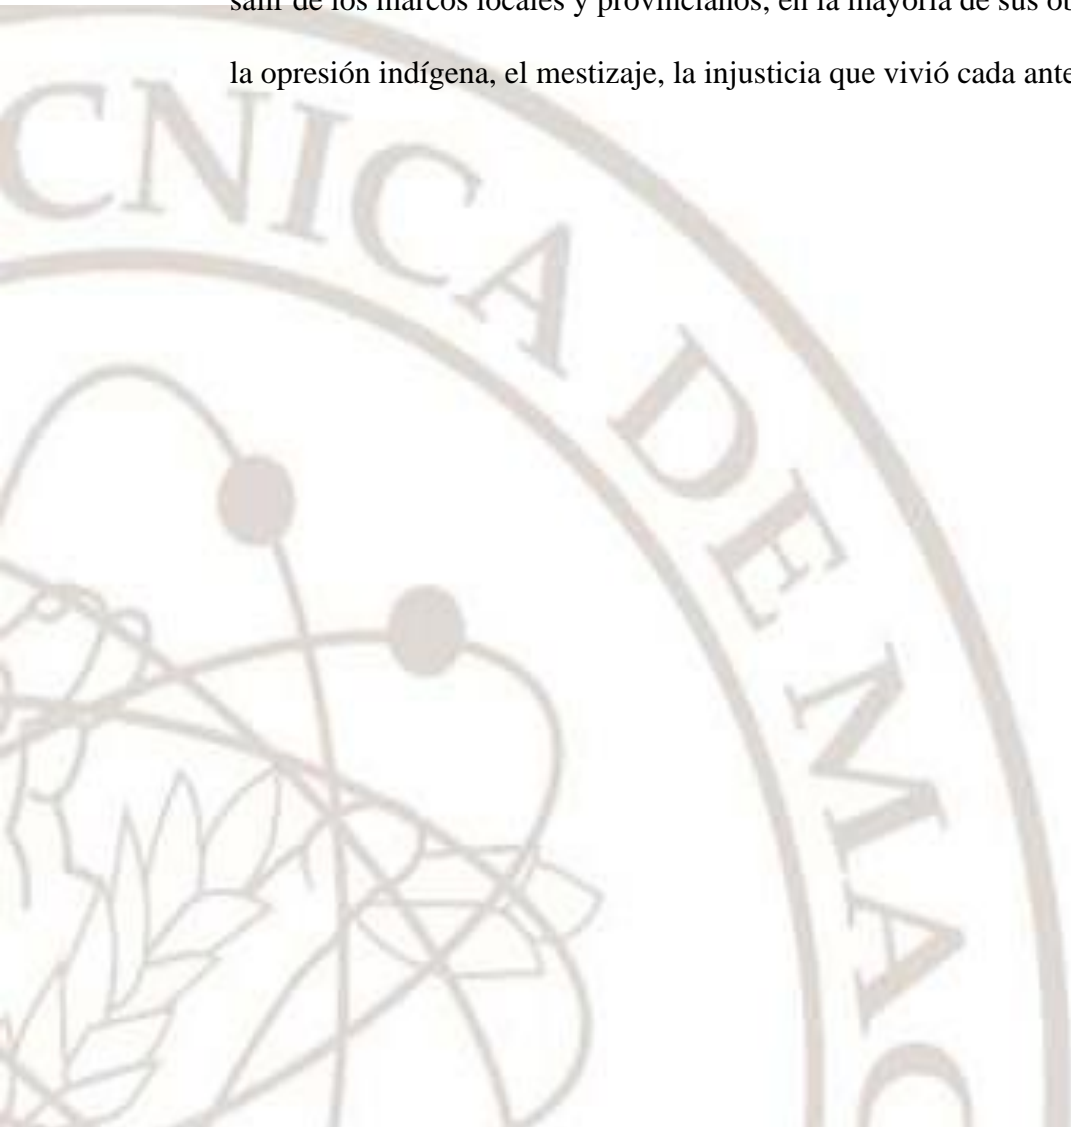 salir de los marcos locales y provincianos, en la mayoría de sus
la opresión indígena, el mestizaje, la injusticia que vivió cada
CNICA DE MAC